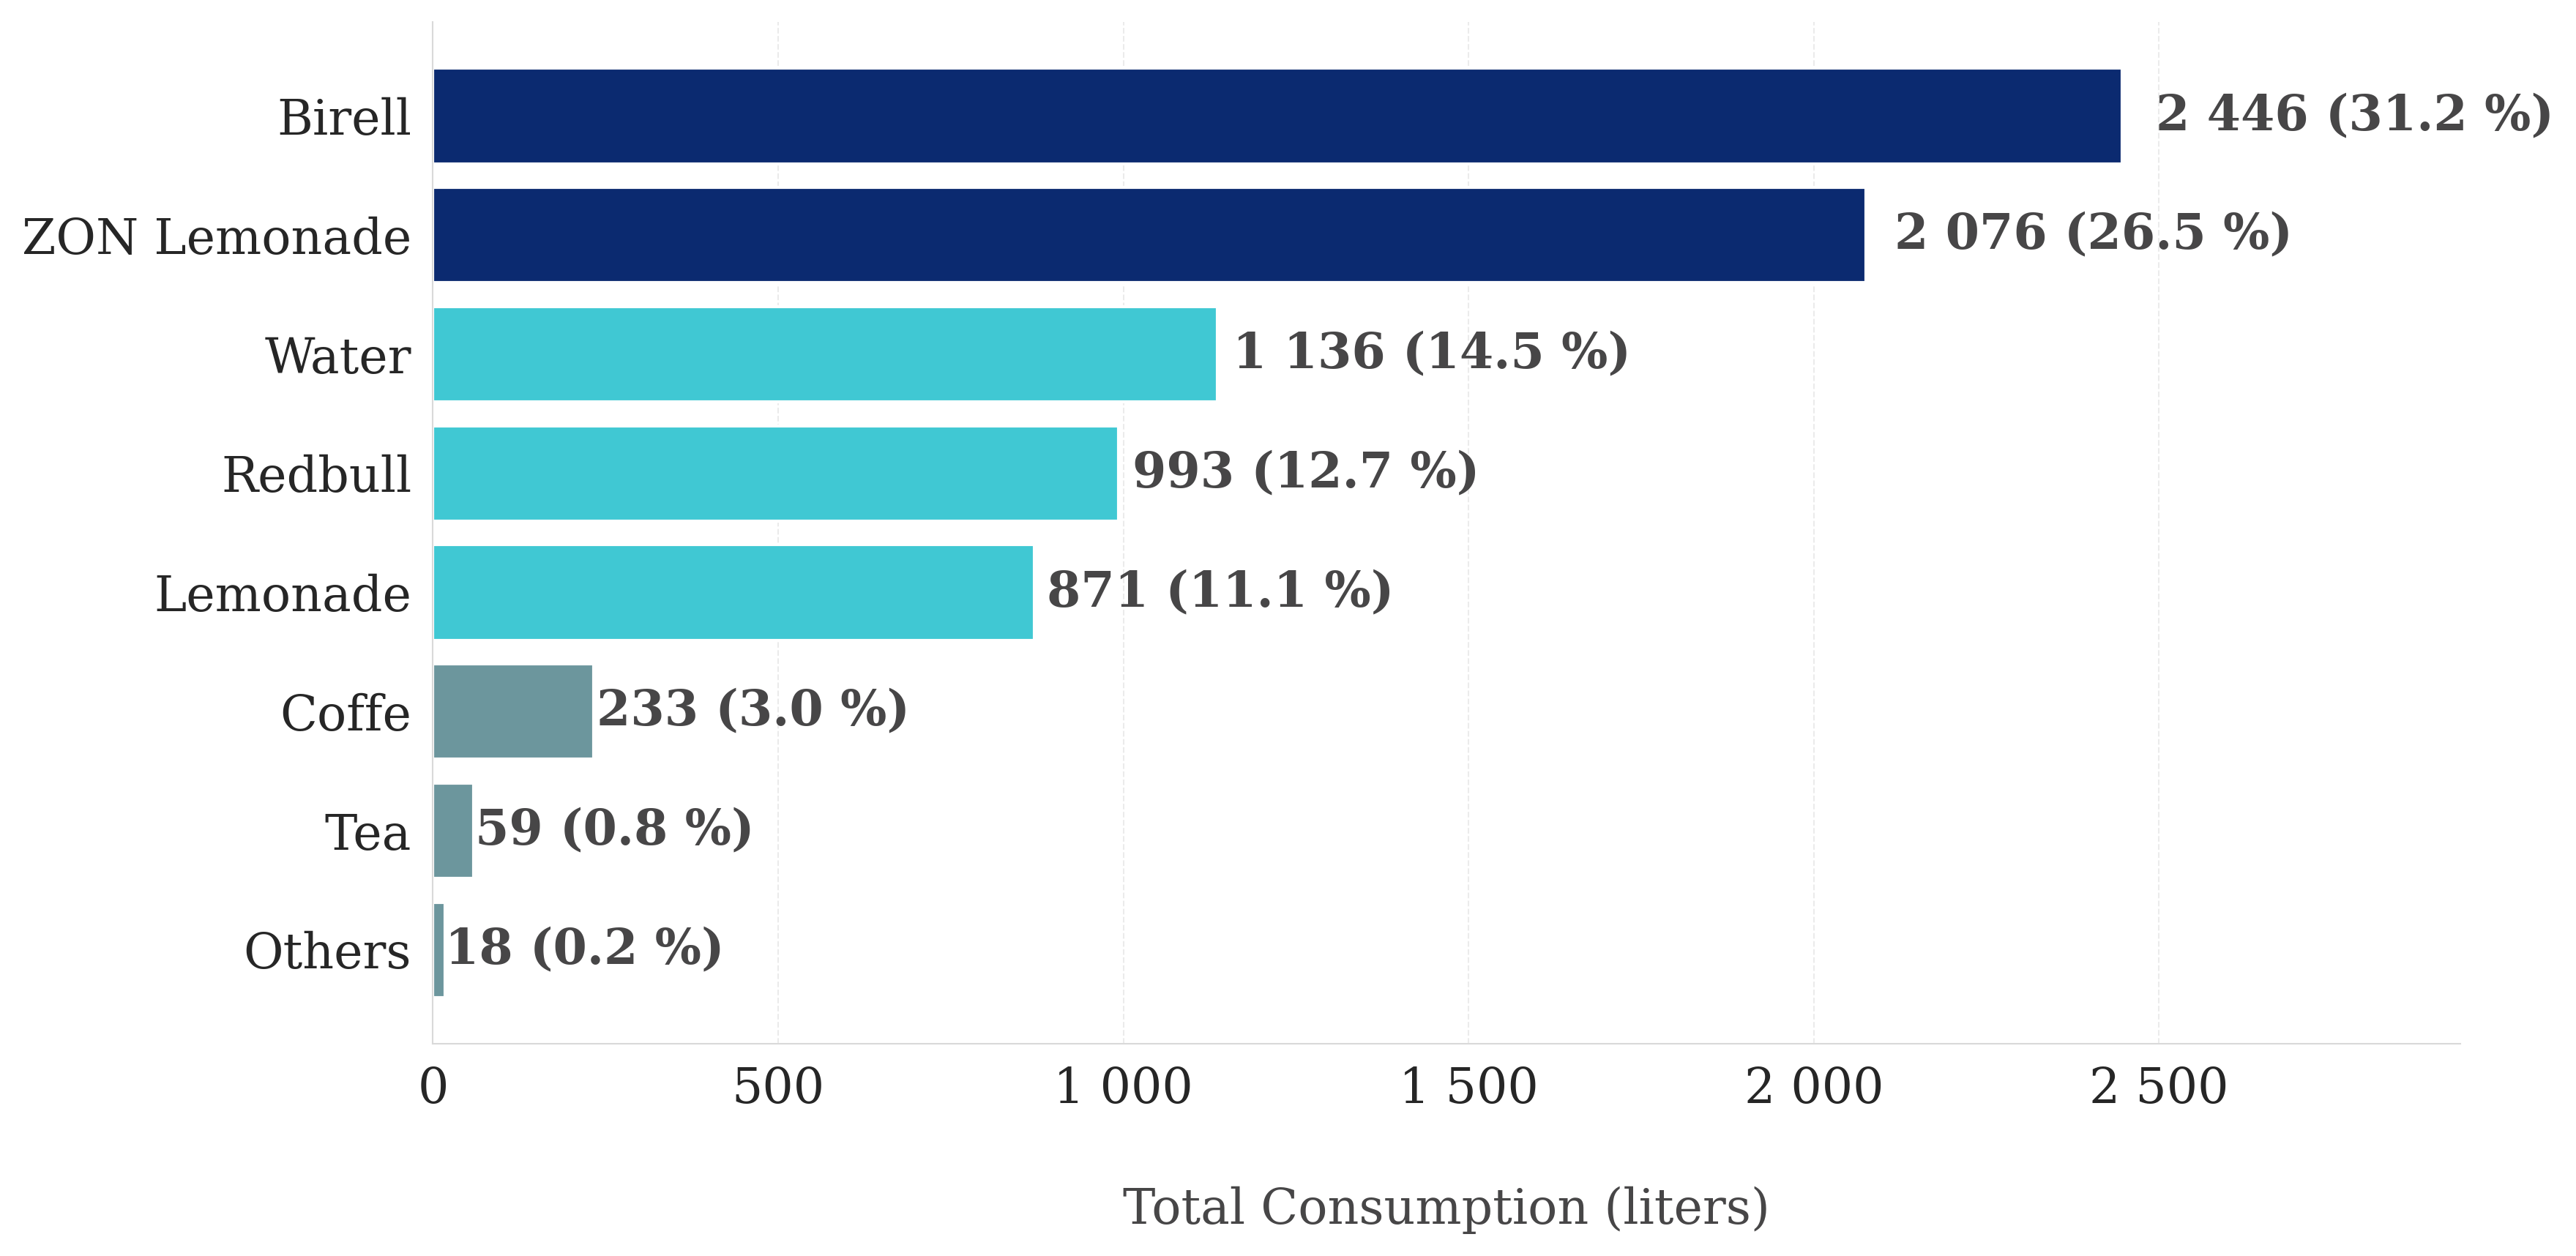 Birell 2 446 (31.2 %)
ZON Lemonade 2 076 (26.5 %)
Water 1 136 (14.5 %)
Redbull 993 (12.7 %)
Lemonade 871 (11.1 %)
Coffe 233 (3.0 %)
Tea 59 (0.8 %)
Others 18 (0.2 %)
0 500 1 000 1 500 2 000 2 500
Total Consumption (liters)